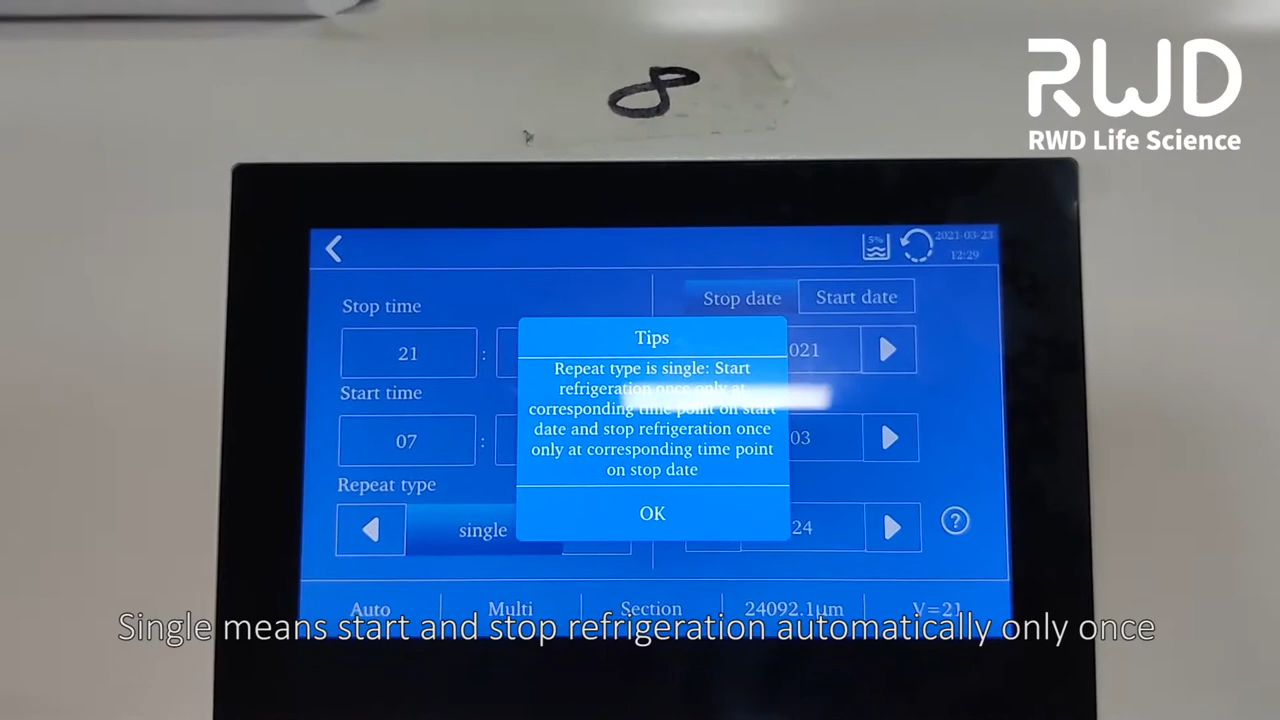 8
RWD
RWD Life Science
5%
2021-03-23
12:29
Stop time
Stop date
Start date
21 :
021
Start time
07 :
03
Repeat type
single
24
?
Tips
Repeat type is single: Start
refrigeration once only at
corresponding time point on start
date and stop refrigeration once
only at corresponding time point
on stop date
OK
Auto
Multi
Section
24092.1μm
V=21
Single means start and stop refrigeration automatically only once